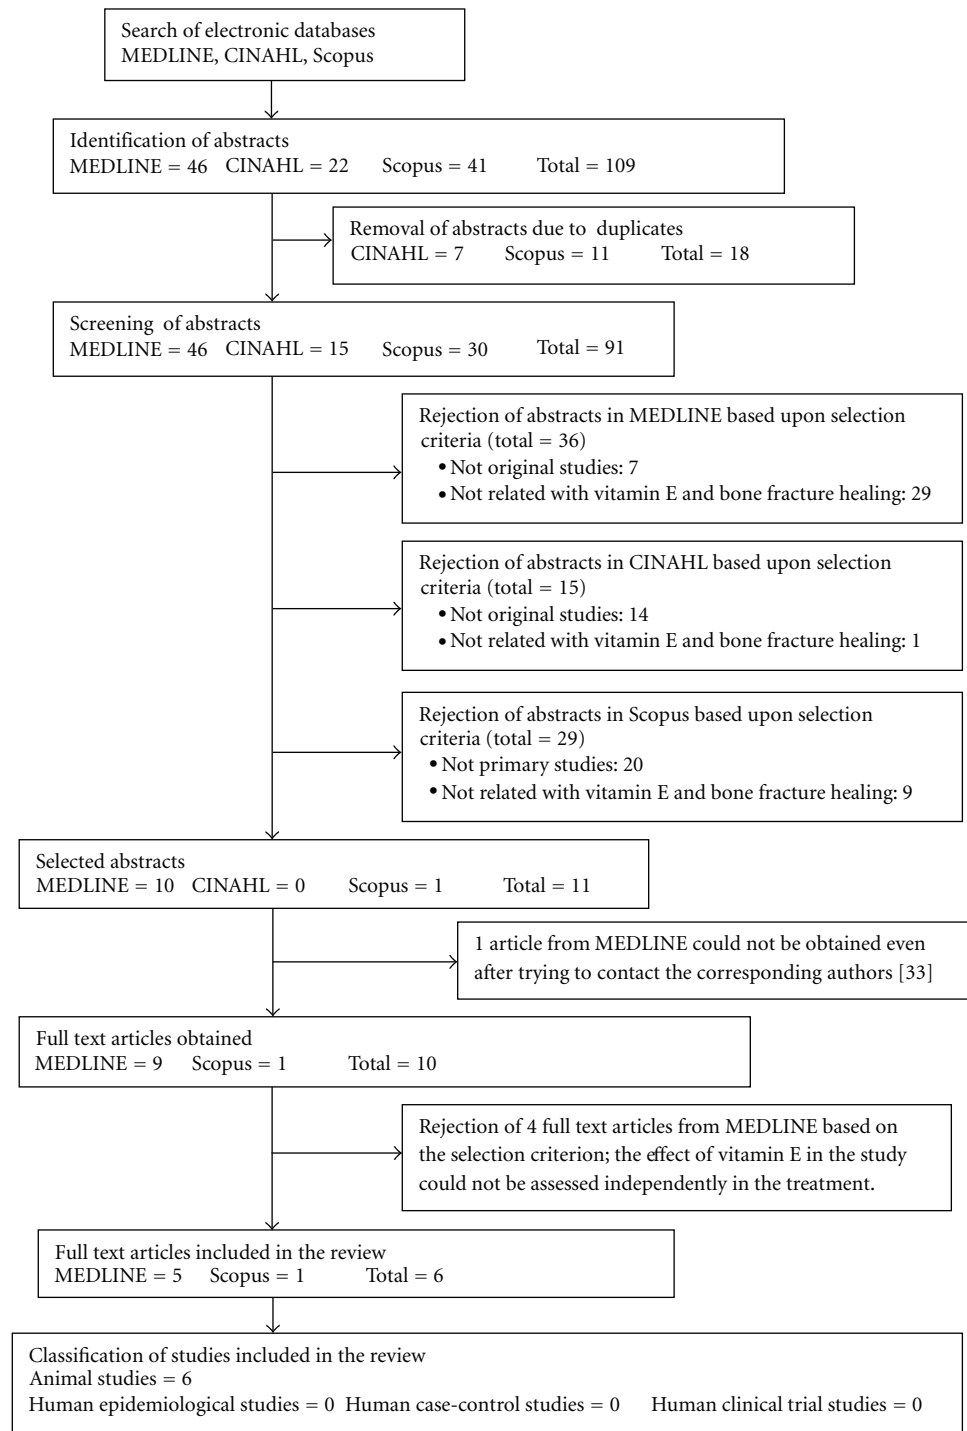 Search of electronic databases
MEDLINE, CINAHL, Scopus
Identification of abstracts
MEDLINE = 46 CINAHL = 22 Scopus = 41 Total = 109
Removal of abstracts due to duplicates
CINAHL = 7 Scopus = 11 Total = 18
Screening of abstracts
MEDLINE = 46 CINAHL = 15 Scopus = 30 Total = 91
Rejection of abstracts in MEDLINE based upon selection
criteria (total = 36)
• Not original studies: 7
• Not related with vitamin E and bone fracture healing: 29
Rejection of abstracts in CINAHL based upon selection
criteria (total = 15)
• Not original studies: 14
• Not related with vitamin E and bone fracture healing: 1
Rejection of abstracts in Scopus based upon selection
criteria (total = 29)
• Not primary studies: 20
• Not related with vitamin E and bone fracture healing: 9
Selected abstracts
MEDLINE = 10 CINAHL = 0 Scopus = 1 Total = 11
1 article from MEDLINE could not be obtained even
after trying to contact the corresponding authors [33]
Full text articles obtained
MEDLINE = 9 Scopus = 1 Total = 10
Rejection of 4 full text articles from MEDLINE based on
the selection criterion; the effect of vitamin E in the study
could not be assessed independently in the treatment.
Full text articles included in the review
MEDLINE = 5 Scopus = 1 Total = 6
Classification of studies included in the review
Animal studies = 6
Human epidemiological studies = 0 Human case-control studies = 0 Human clinical trial studies = 0